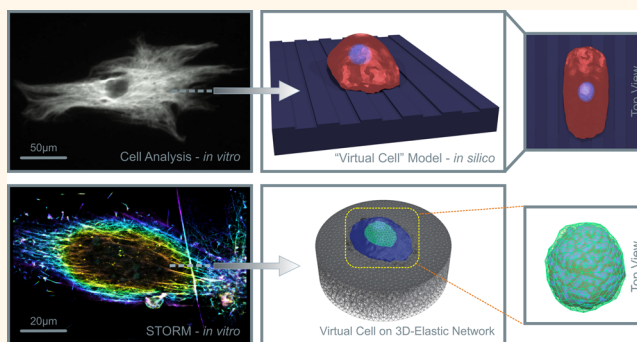 50µm
Cell Analysis - in vitro
"Virtual Cell" Model - in silico
Top View
20µm
STORM - in vitro
Virtual Cell on 3D-Elastic Network
Top View